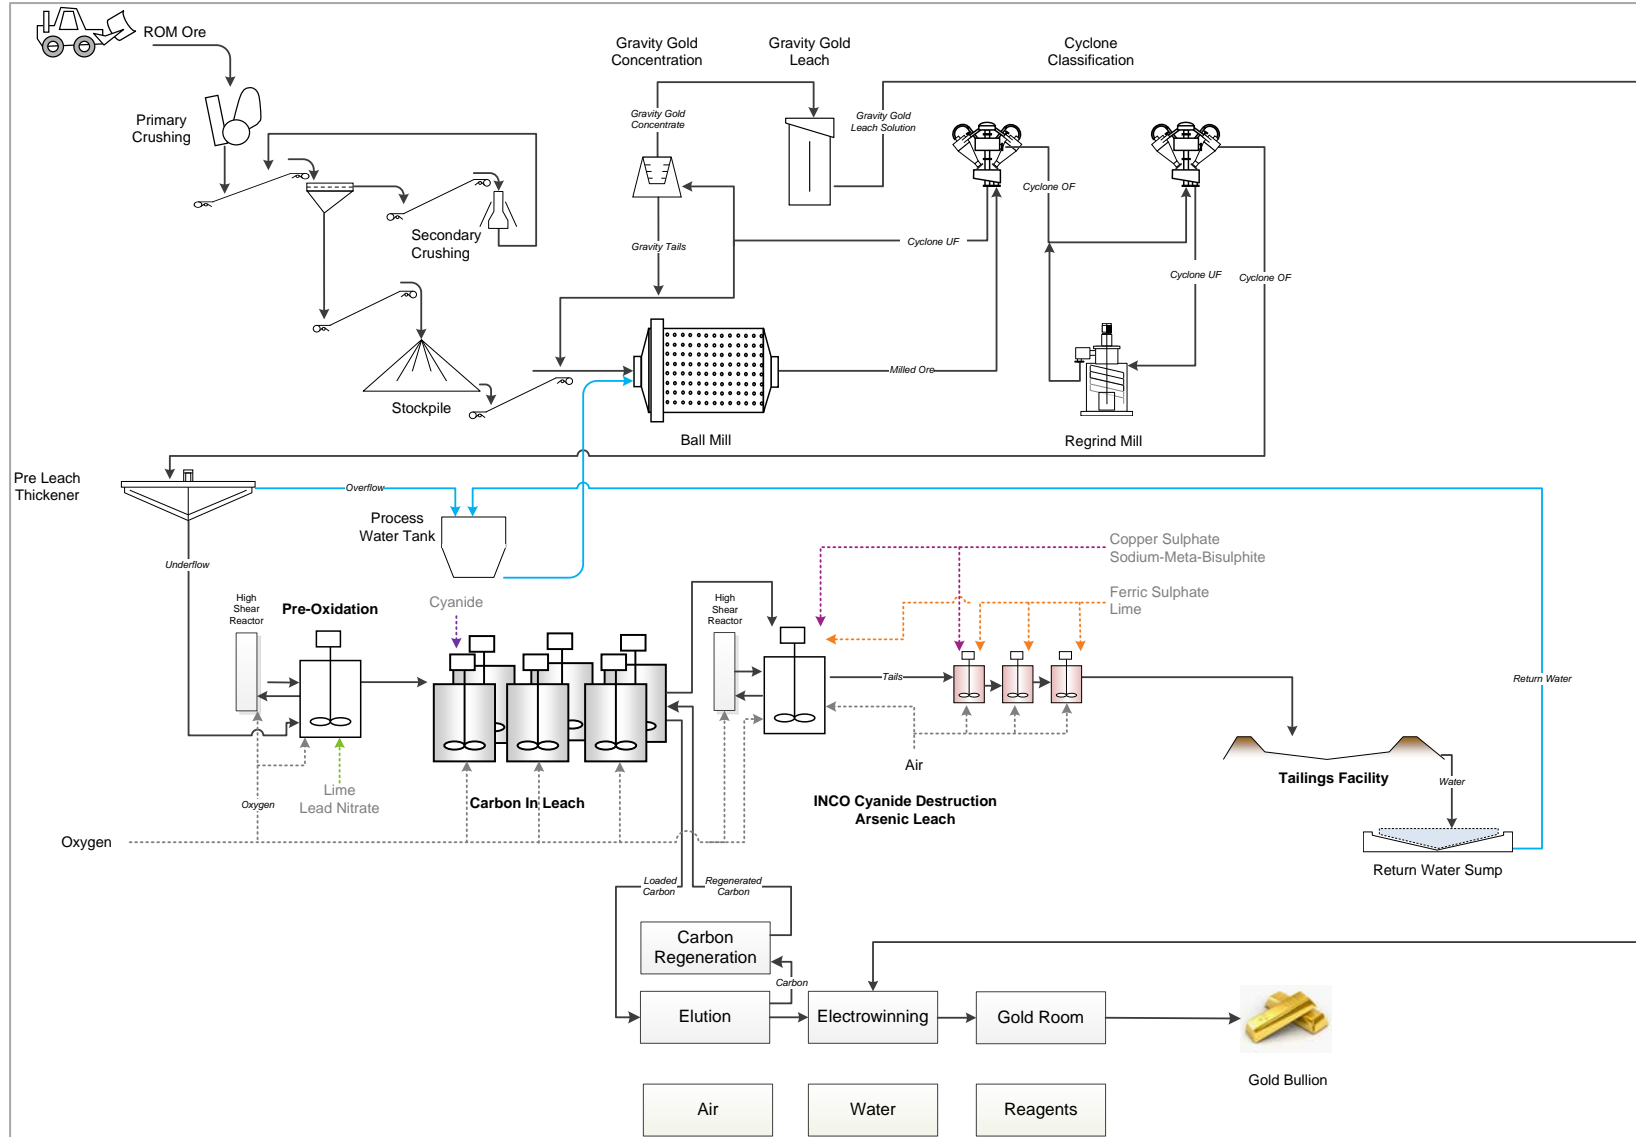 ROM Ore
Gravity Gold
Concentration
Gravity Gold
Leach
Cyclone
Classification
Primary
Crushing
Gravity Gold
Concentrate
Gravity Gold
Leach Solution
Cyclone OF
Secondary
Crushing
Gravity Tails
Cyclone UF
Cyclone UF
Cyclone OF
Milled Ore
Stockpile
Ball Mill
Regrind Mill
Pre Leach
Thickener
Overflow
Process
Water Tank
Underflow
Copper Sulphate
Sodium-Meta-Bisulphite
High
Shear
Reactor
Pre-Oxidation
Cyanide
High
Shear
Reactor
Ferric Sulphate
Lime
Tails
Return Water
Air
Lime
Lead Nitrate
Oxygen
Carbon In Leach
INCO Cyanide Destruction
Arsenic Leach
Tailings Facility
Water
Oxygen
Return Water Sump
Loaded
Carbon
Regenerated
Carbon
Carbon
Regeneration
Carbon
Elution
Electrowinning
Gold Room
Gold Bullion
Air
Water
Reagents